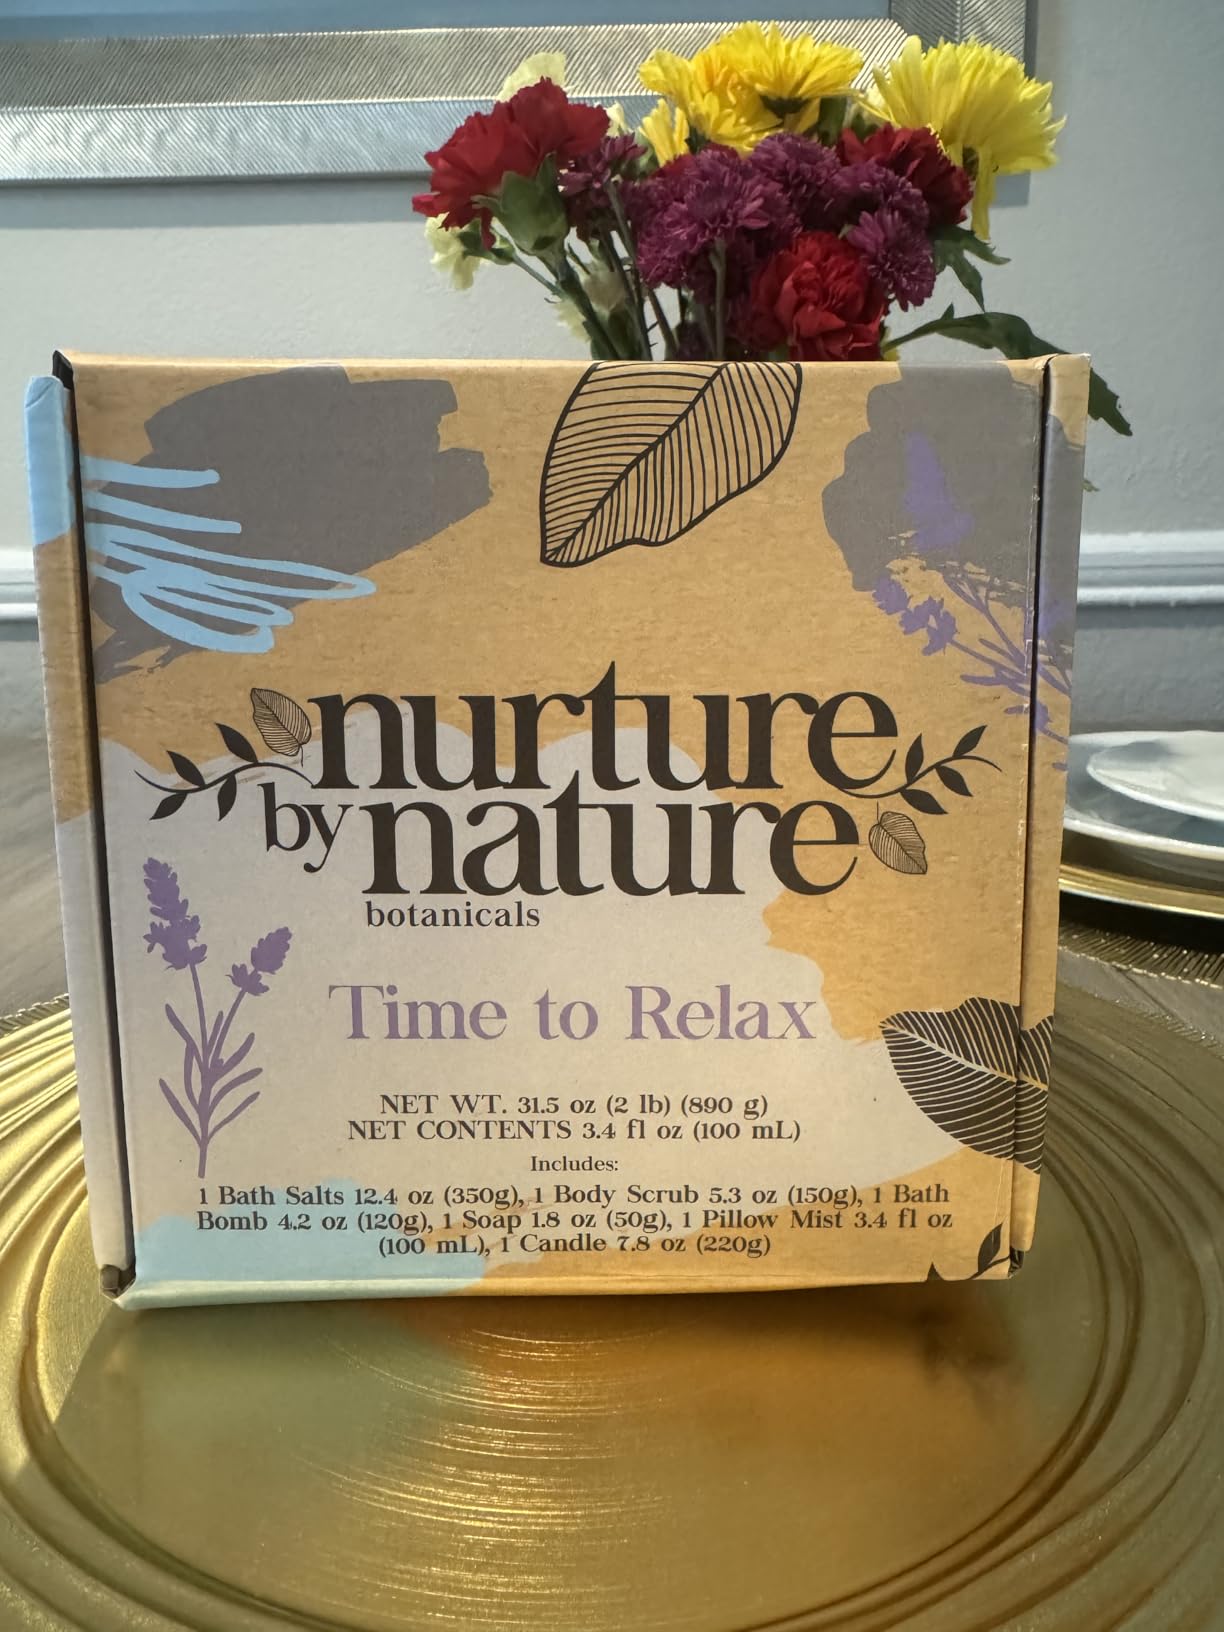 nurture
by nature
botanicals
Time to Relax
NET WT. 31.5 oz (2 lb) (890 g)
NET CONTENTS 3.4 fl oz (100 mL)
Includes:
1 Bath Salts 12.4 oz (350g), 1 Body Scrub 5.3 oz (150g), 1 Bath
Bomb 4.2 oz (120g), 1 Soap 1.8 oz (50g), 1 Pillow Mist 3.4 fl oz
(100 mL), 1 Candle 7.8 oz (220g)